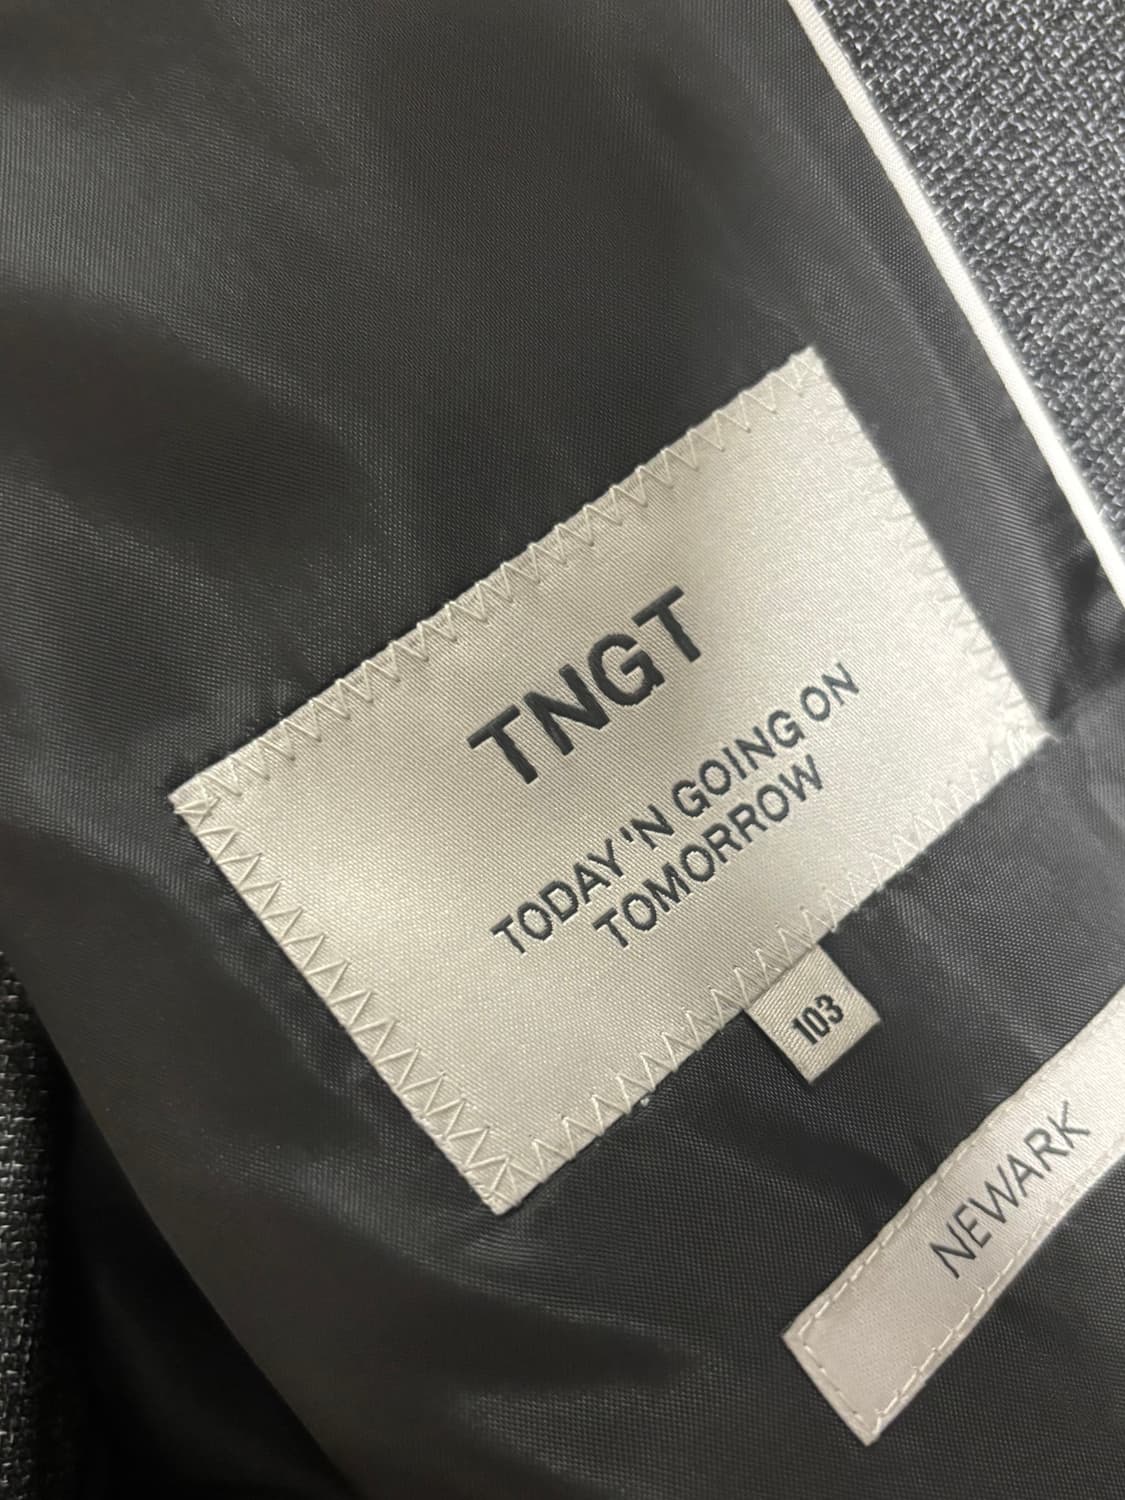 TNGT
TODAY 'N GOING ON
TOMORROW
103
NEWARK